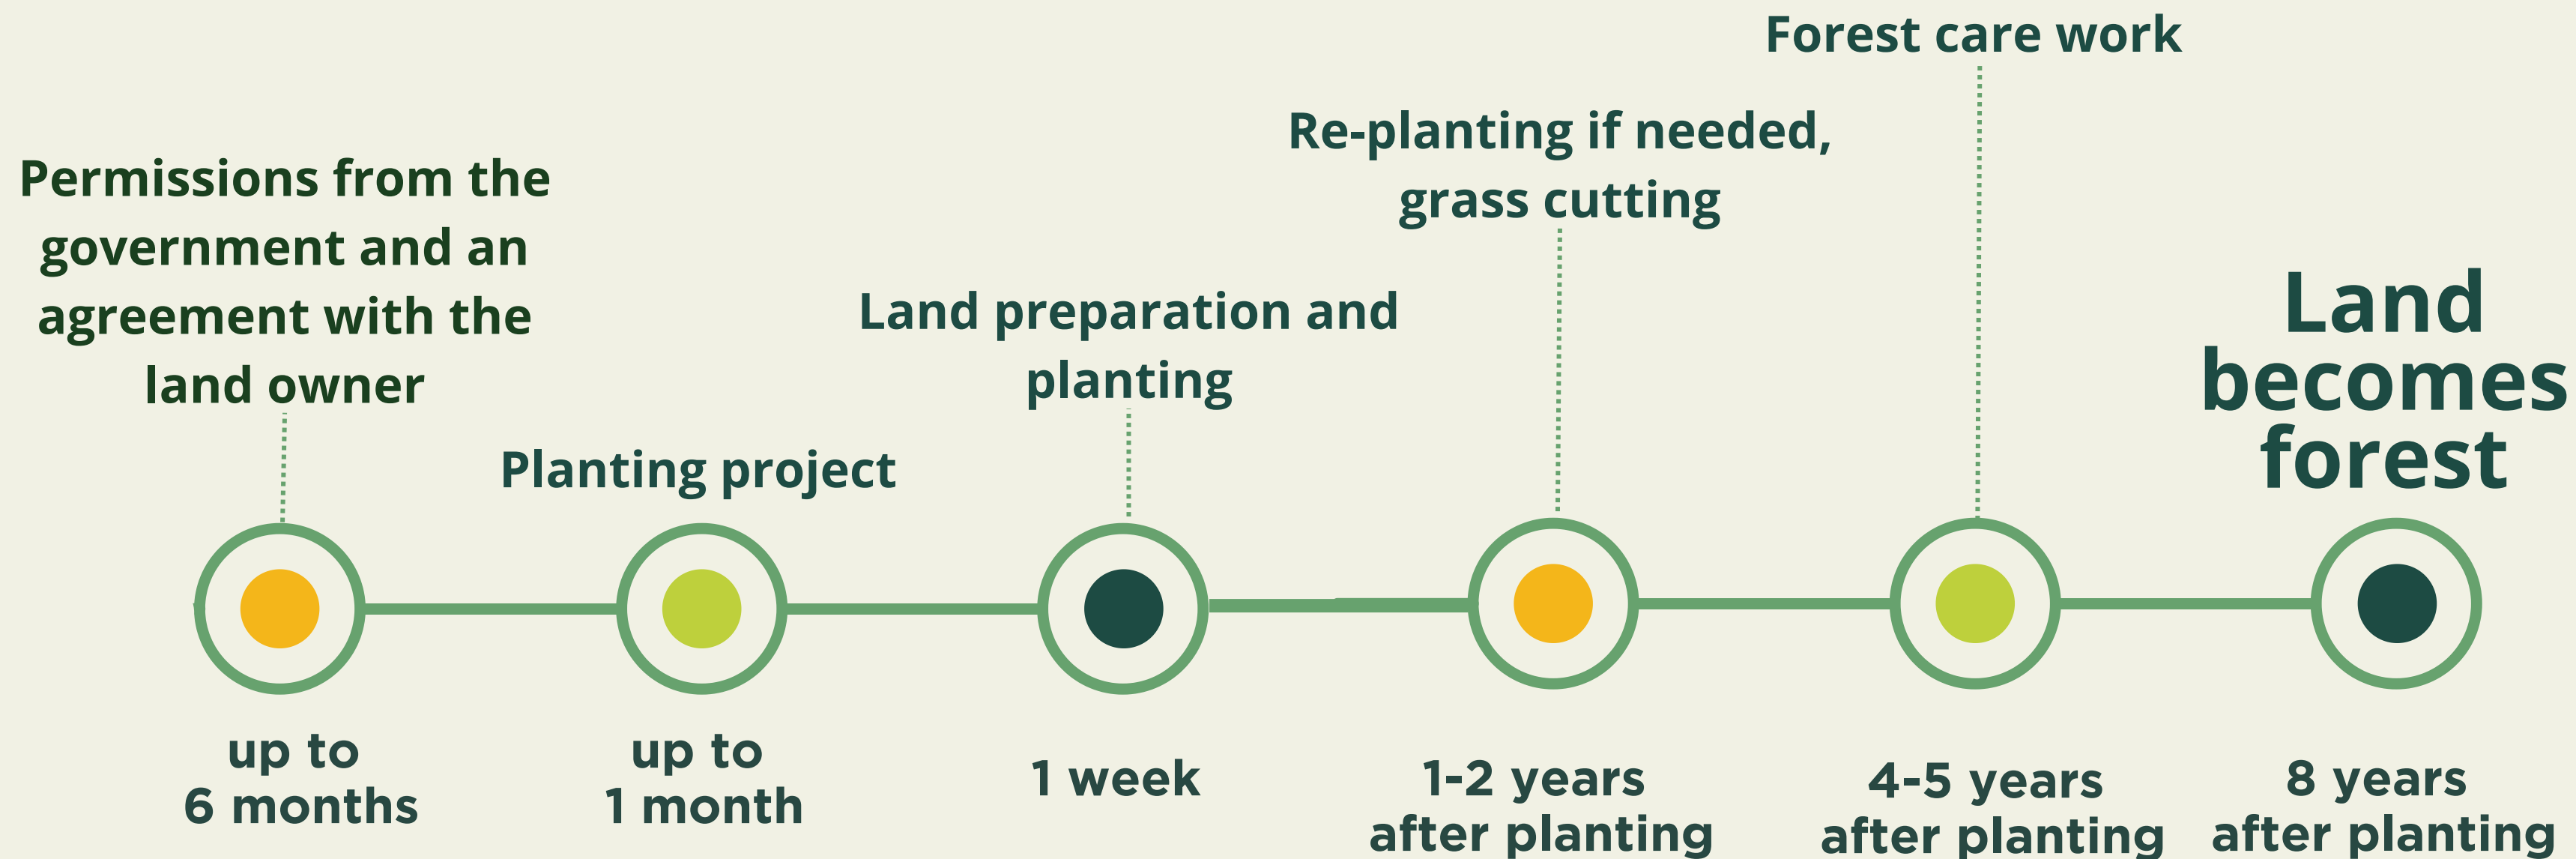 Permissions from the
government and an
agreement with the
land owner
up to
6 months
Planting project
up to
1 month
Land preparation and
planting
1 week
Re-planting if needed,
grass cutting
1-2 years
after planting
Forest care work
4-5 years
after planting
Land
becomes
forest
8 years
after planting